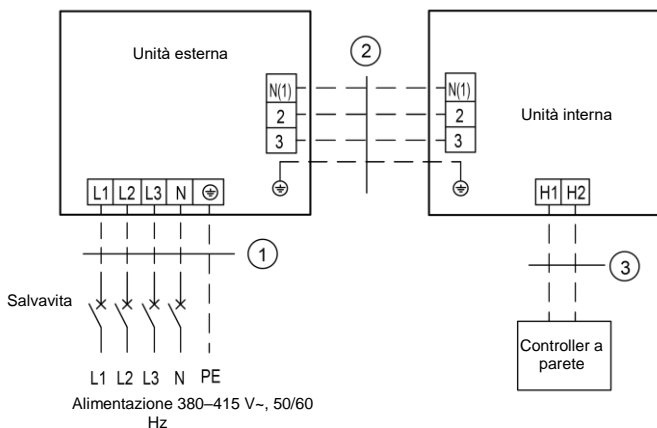 Unità esterna
2
N(1)
2
3
N(1)
2
3
Unità interna
L1 L2 L3 N
H1 H2
1
3
Salvavita
Controller a
parete
L1 L2 L3 N PE
Alimentazione 380–415 V~, 50/60
Hz